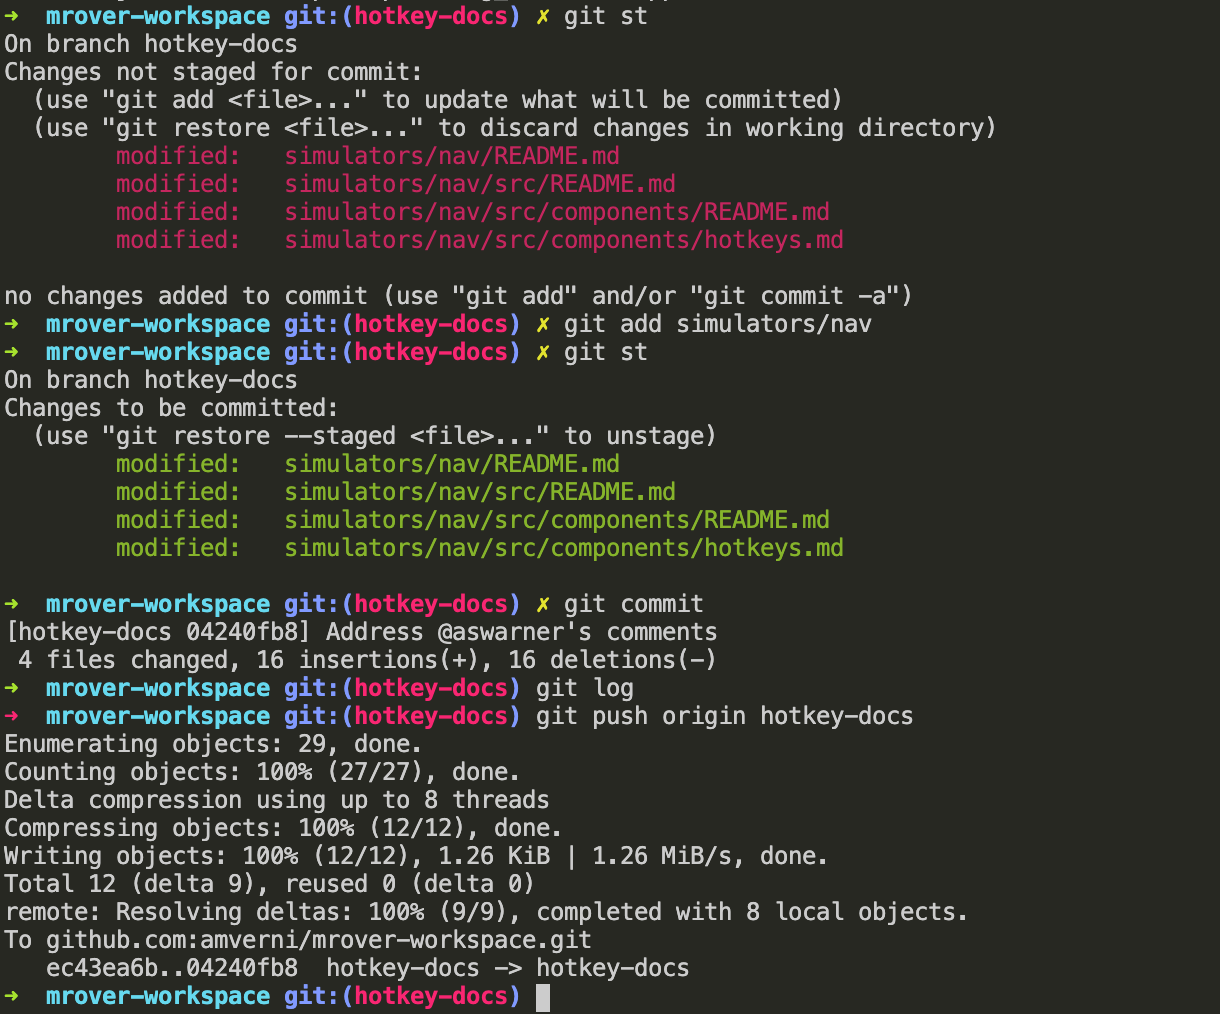 ➜  mrover-workspace git:(hotkey-docs) ✗ git st
On branch hotkey-docs
Changes not staged for commit:
  (use "git add <file>..." to update what will be committed)
  (use "git restore <file>..." to discard changes in working directory)
        modified:   simulators/nav/README.md
        modified:   simulators/nav/src/README.md
        modified:   simulators/nav/src/components/README.md
        modified:   simulators/nav/src/components/hotkeys.md

no changes added to commit (use "git add" and/or "git commit -a")
➜  mrover-workspace git:(hotkey-docs) ✗ git add simulators/nav
➜  mrover-workspace git:(hotkey-docs) ✗ git st
On branch hotkey-docs
Changes to be committed:
  (use "git restore --staged <file>..." to unstage)
        modified:   simulators/nav/README.md
        modified:   simulators/nav/src/README.md
        modified:   simulators/nav/src/components/README.md
        modified:   simulators/nav/src/components/hotkeys.md

➜  mrover-workspace git:(hotkey-docs) ✗ git commit
[hotkey-docs 04240fb8] Address @aswarner's comments
 4 files changed, 16 insertions(+), 16 deletions(-)
➜  mrover-workspace git:(hotkey-docs) git log
➜  mrover-workspace git:(hotkey-docs) git push origin hotkey-docs
Enumerating objects: 29, done.
Counting objects: 100% (27/27), done.
Delta compression using up to 8 threads
Compressing objects: 100% (12/12), done.
Writing objects: 100% (12/12), 1.26 KiB | 1.26 MiB/s, done.
Total 12 (delta 9), reused 0 (delta 0)
remote: Resolving deltas: 100% (9/9), completed with 8 local objects.
To github.com:amverni/mrover-workspace.git
   ec43ea6b..04240fb8  hotkey-docs -> hotkey-docs
➜  mrover-workspace git:(hotkey-docs)